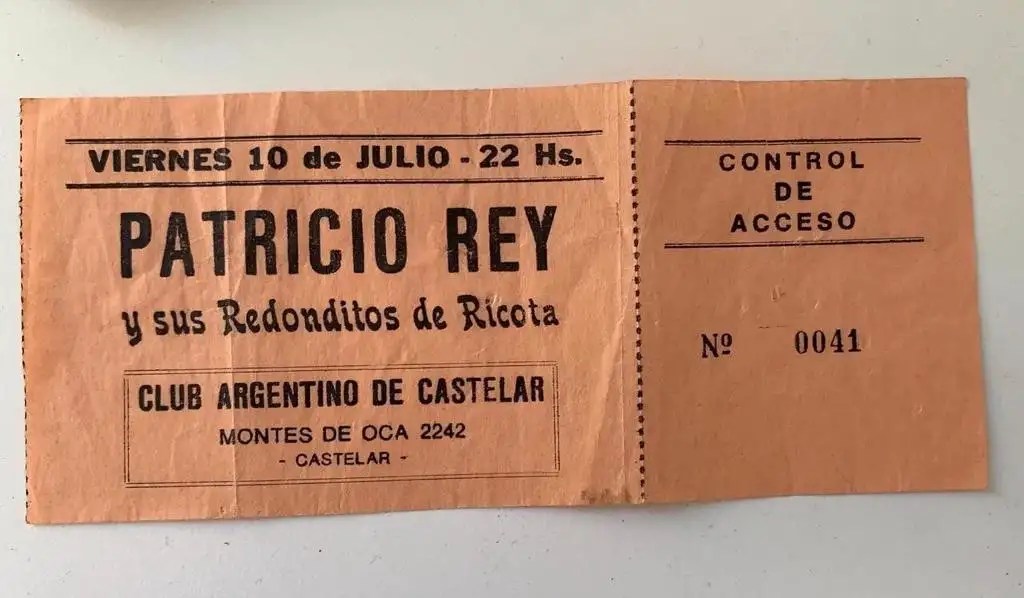 VIERNES 10 de JULIO - 22 Hs.
PATRICIO REY
y sus Redonditos de Ricota
CLUB ARGENTINO DE CASTELAR
MONTES DE OCA 2242
- CASTELAR -
CONTROL
DE
ACCESO
Nº 0041